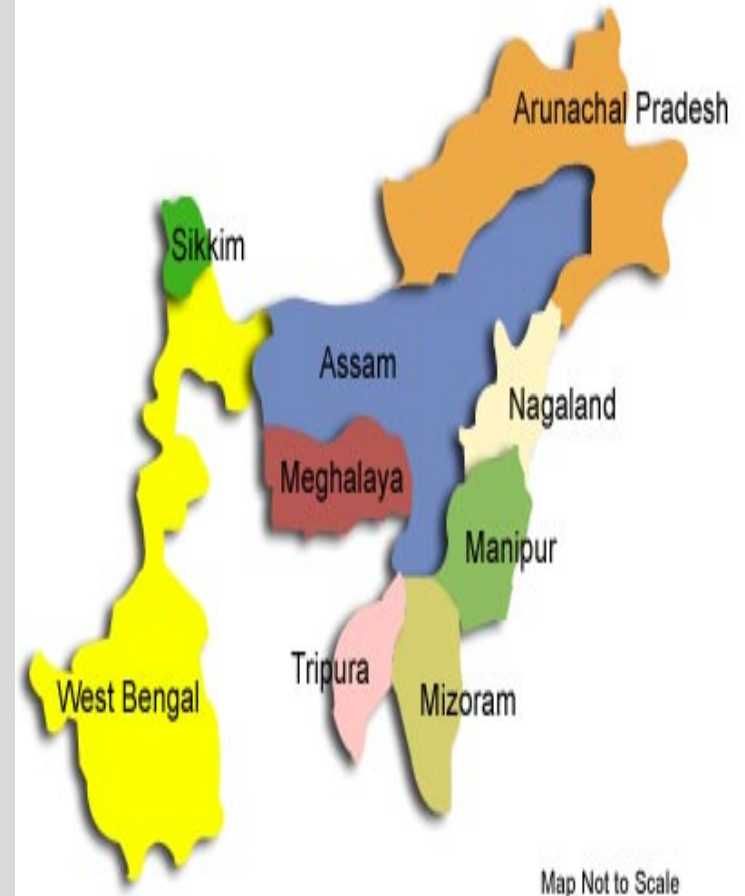 Arunachal Pradesh
Sikkim
Assam
Nagaland
Meghalaya
Manipur
Tripura
West Bengal
Mizoram
Map Not to Scale